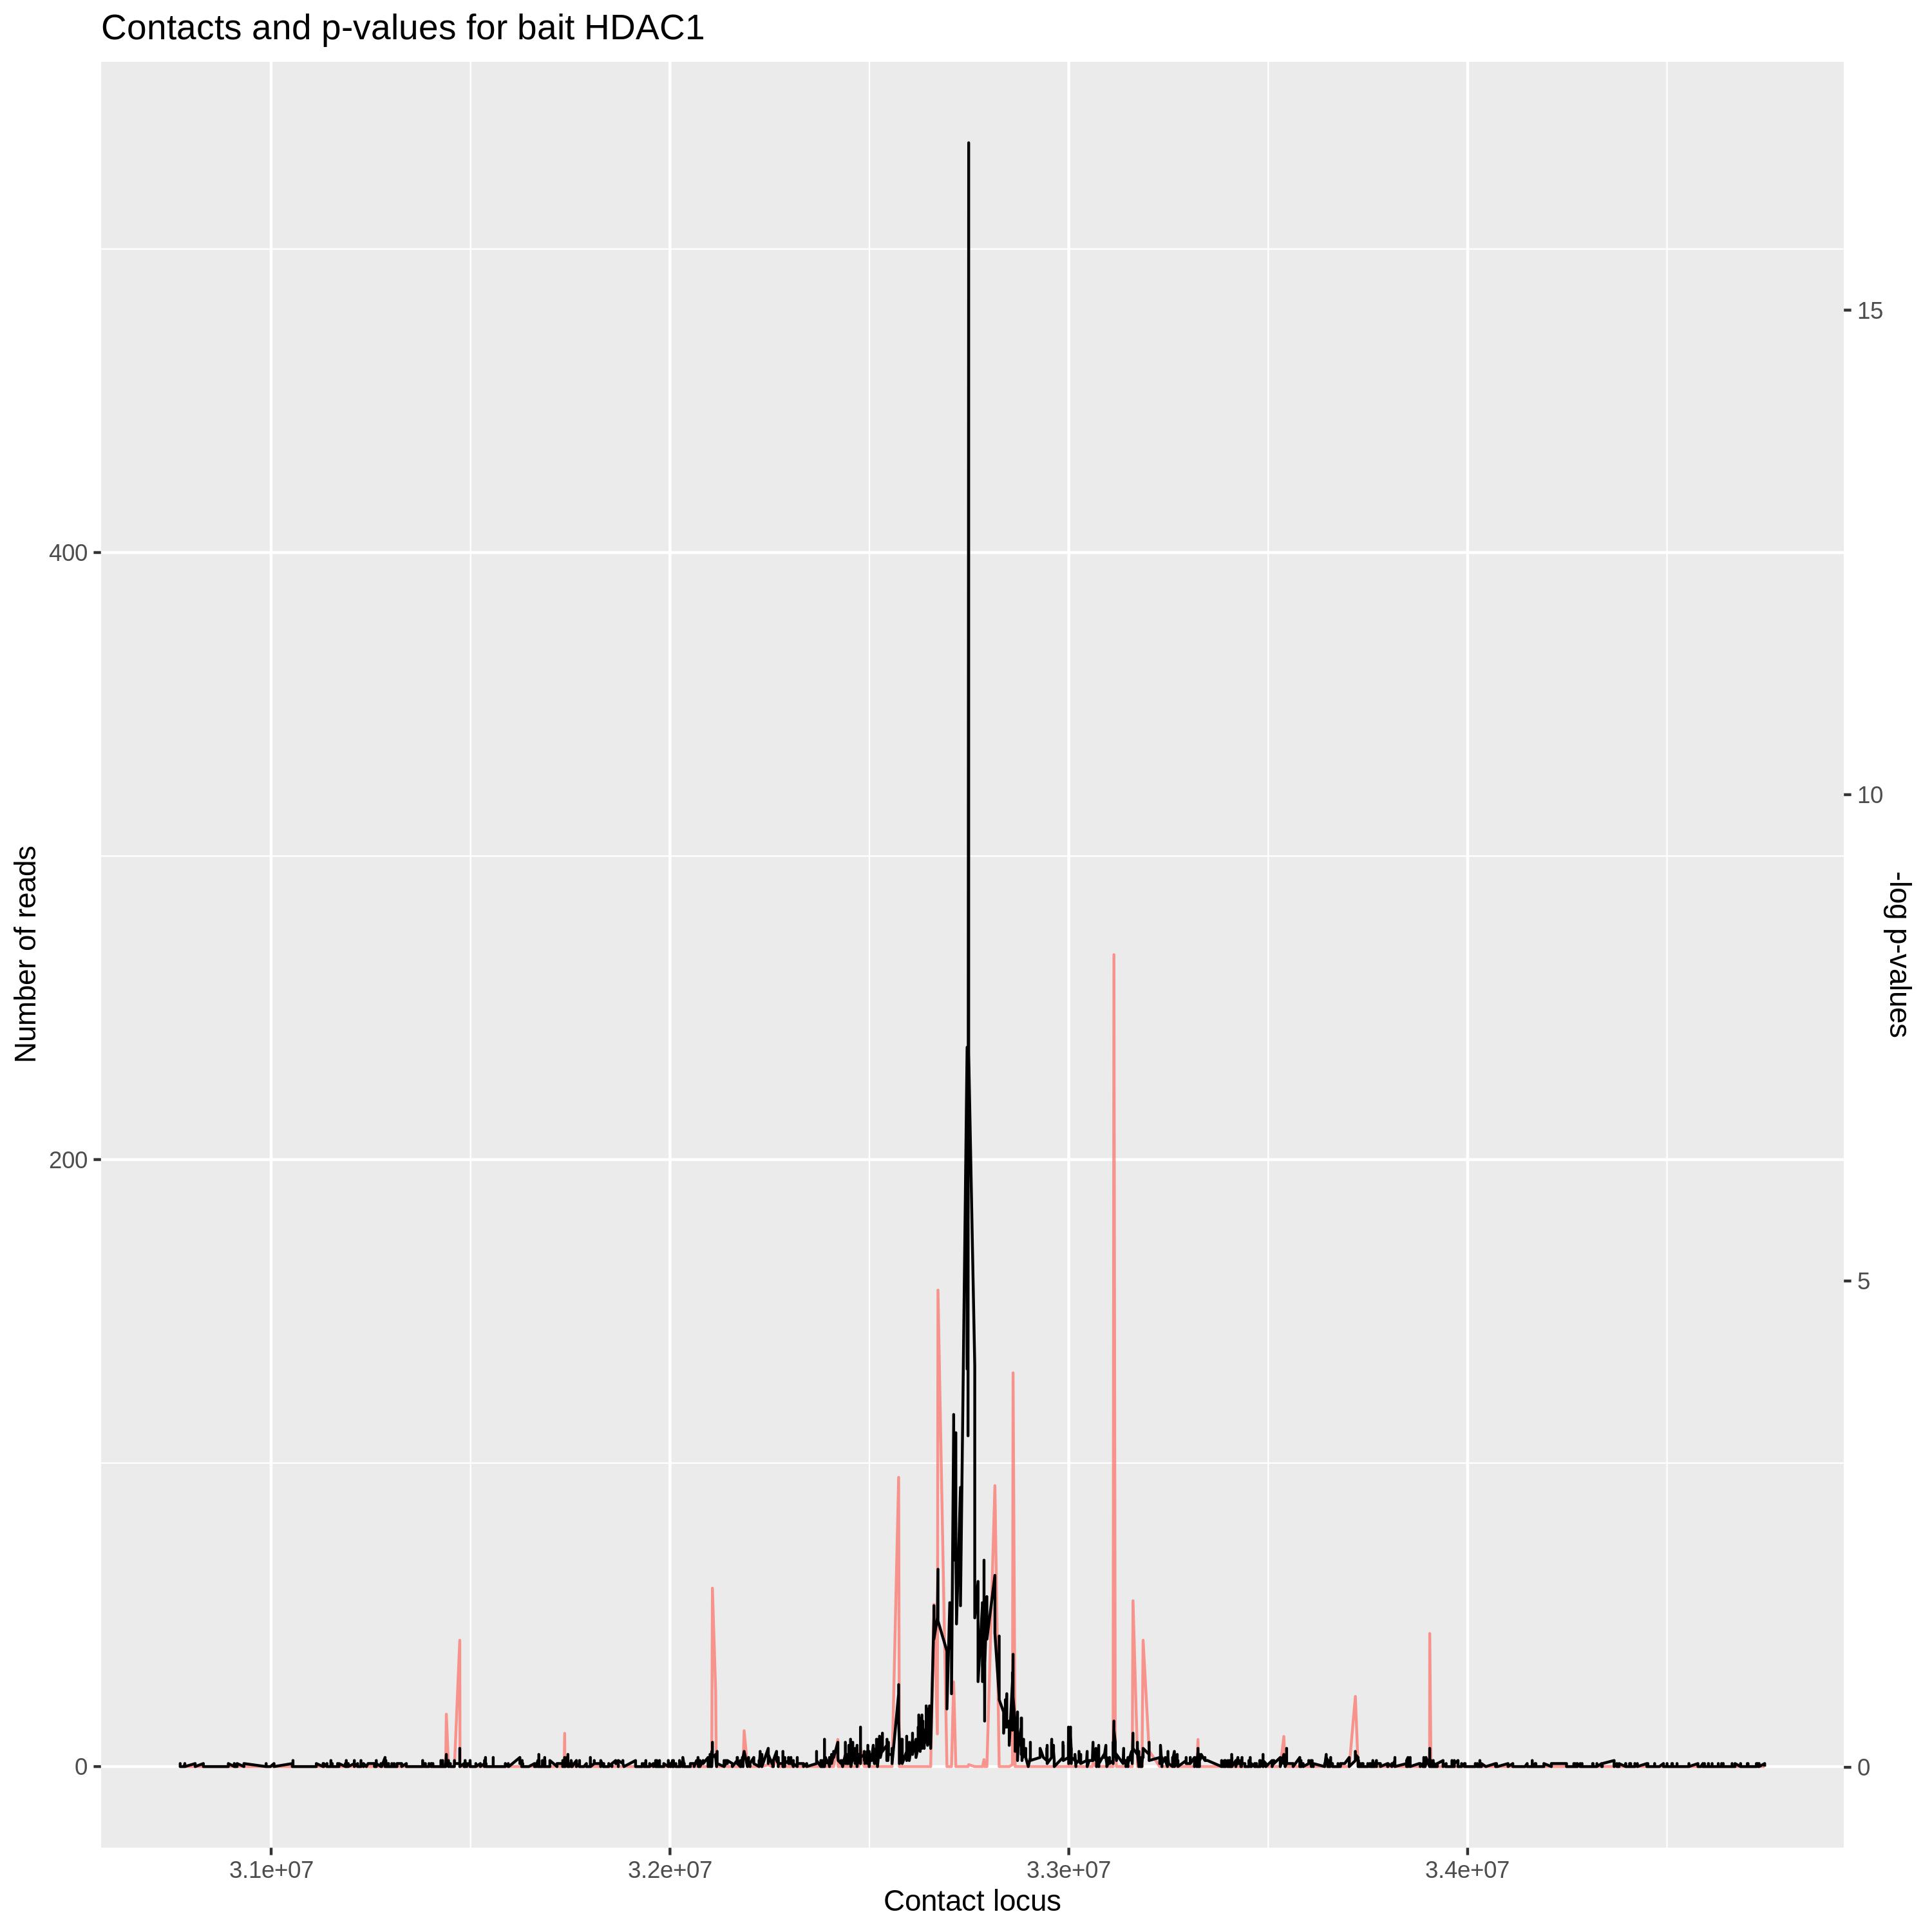 Contacts and p-values for bait HDAC1
Number of reads
400
200
0
15
10
5
0
-log p-values
3.1e+07
3.2e+07
3.3e+07
3.4e+07
Contact locus